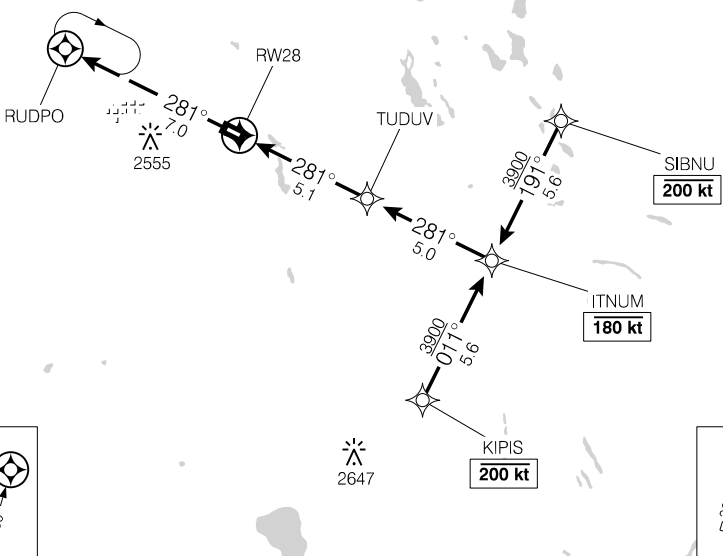 RW28
RUDPO
281°
7.0
2555
TUDUV
281°
5.1
3900
191°
5.6
SIBNU
200 kt
281°
5.0
ITNUM
180 kt
3900
011°
5.6
KIPIS
200 kt
2647